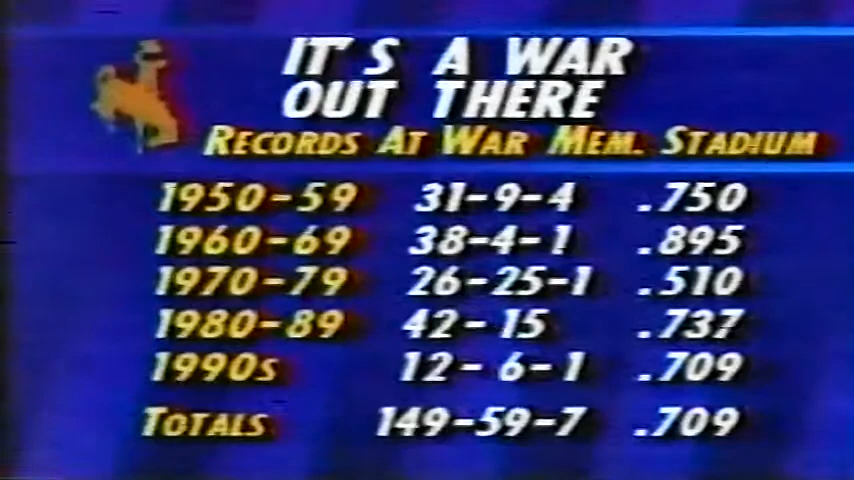 IT'S A WAR
OUT THERE
RECORDS AT WAR MEM. STADIUM
1950-59 31-9-4 .750
1960-69 38-4-1 .895
1970-79 26-25-1 .510
1980-89 42-15 .737
1990s 12-6-1 .709
TOTALS 149-59-7 .709